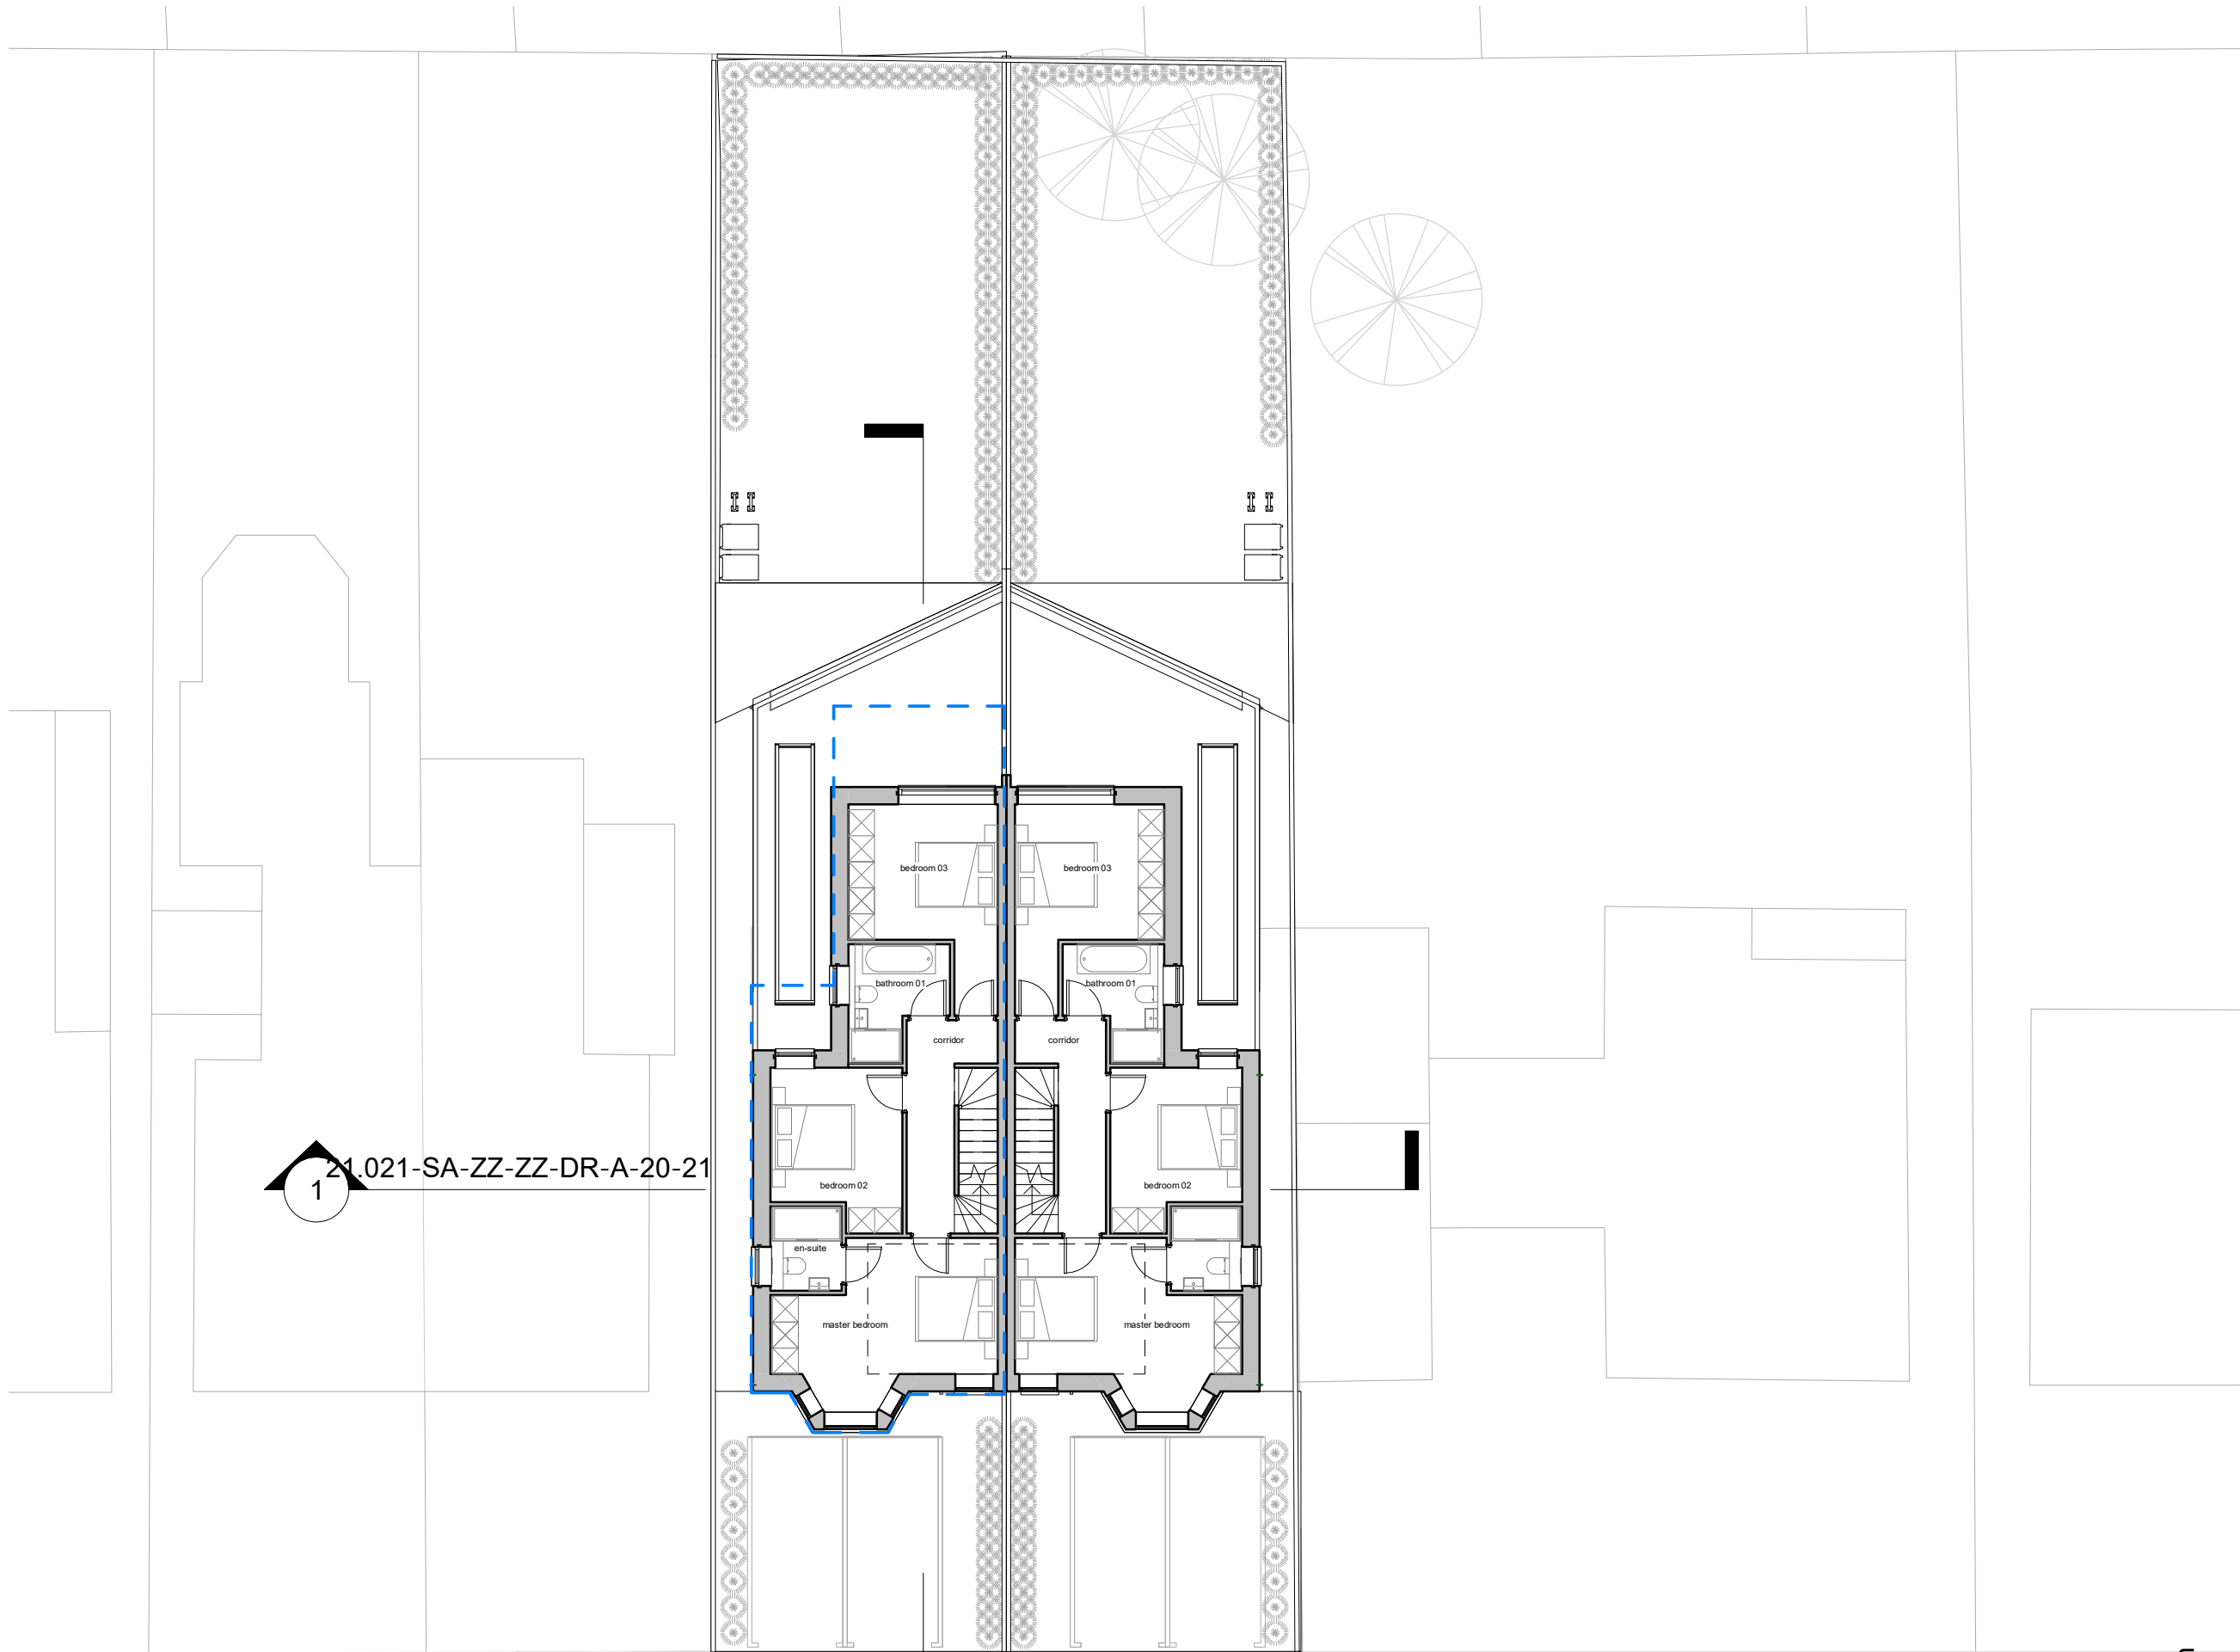 bedroom 03 bedroom 03
bathroom 01 bathroom 01
corridor corridor
21.021-SA-ZZ-ZZ-DR-A-20-21
1
bedroom 02 bedroom 02
en-suite
master bedroom master bedroom